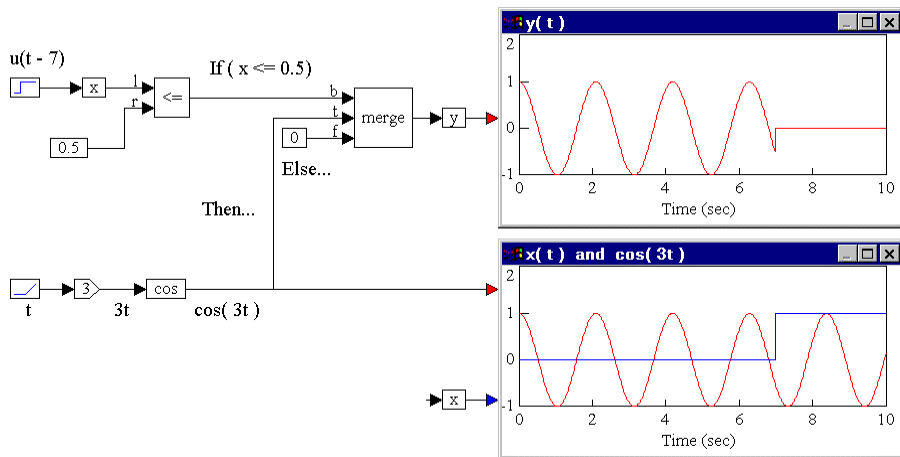 u(t - 7)
If ( x <= 0.5)
x
l
r
<=
b
t
f
merge
y
0.5
0
Else...
Then...
t
3
3t
cos
cos( 3t )
x
y( t )
2
1
0
-1
0 2 4 6 8 10
Time (sec)
x( t ) and cos( 3t )
2
1
0
-1
0 2 4 6 8 10
Time (sec)